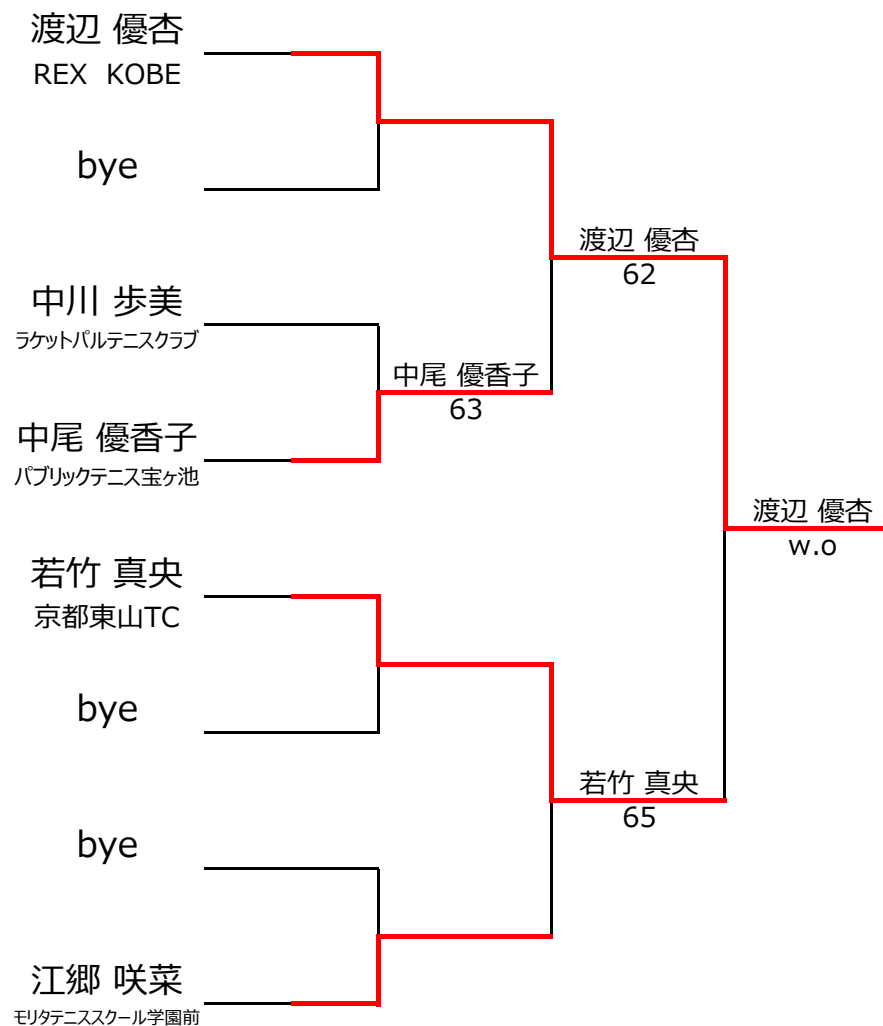 渡辺 優杏
REX KOBE
bye
中川 歩美
ラケットパルテニスクラブ
中尾 優香子
パブリックテニス宝ヶ池
若竹 真央
京都東山TC
bye
bye
江郷 咲菜
モリタテニススクール学園前
中尾 優香子
63
渡辺 優杏
62
若竹 真央
65
渡辺 優杏
w.o